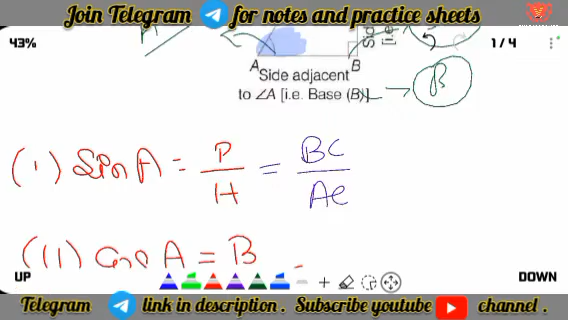 Join Telegram for notes and practice sheets
43%
1 / 4
A B
Side adjacent
to ∠A [i.e. Base (B)] → B
(i) Sin A = P/H = BC/AC
(ii) Cos A = B =
UP DOWN
Telegram link in description . Subscribe youtube channel .